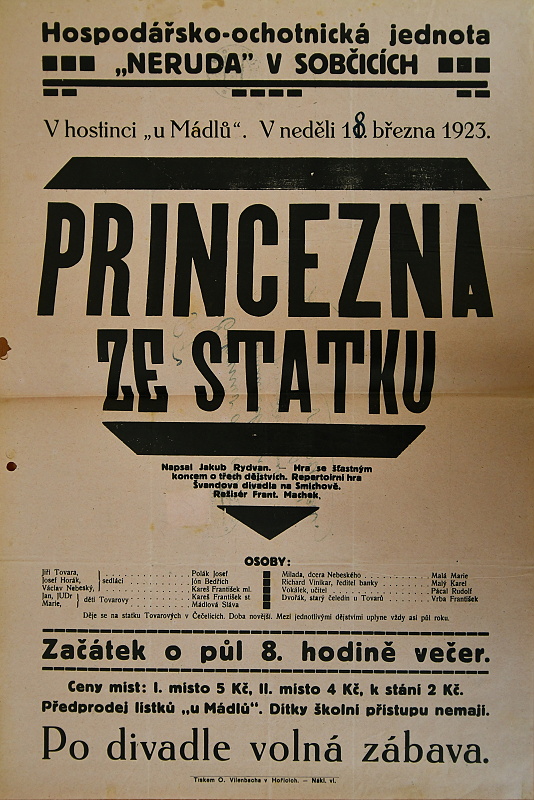 Hospodářsko-ochotnická jednota
„NERUDA” V SOBČICÍCH
V hostinci „u Mádlů“. V neděli 18. března 1923.
PRINCEZNA
ZE STATKU
Napsal Jakub Rydvan. Hra se šťastným
koncem o třech dějstvích. Repertoirní hra
Švandova divadla na Smíchově.
Režisér Frant. Machek,
OSOBY:
Jiří Tovara, Polák Josef
Josef Horák, sedláci Jón Bedřich
Václav Nebeský, Kareš František ml.
Jan, JUDr děti Tovarovy Kareš František st
Marie, Mádlová Sláva
Milada, dcera Nebeského Malá Marie
Richard Vinikar, ředitel banky Malý Karel
Vokálek, učitel Pácal Rudolf
Dvořák, starý čeledín u Tovarů Vrba František
Děje se na statku Tovarových v Čečelicích. Doba novější. Mezi jednotlivými dějstvími uplyne vždy asi půl roku.
Začátek o půl 8. hodině večer.
Ceny míst: I. místo 5 Kč, II. místo 4 Kč, k stání 2 Kč.
Předprodej lístků „u Mádlů“. Dítky školní přístupu nemají.
Po divadle volná zábava.
Tiskem O. Vilenbacha v Hořicích. — Nákl. vl.